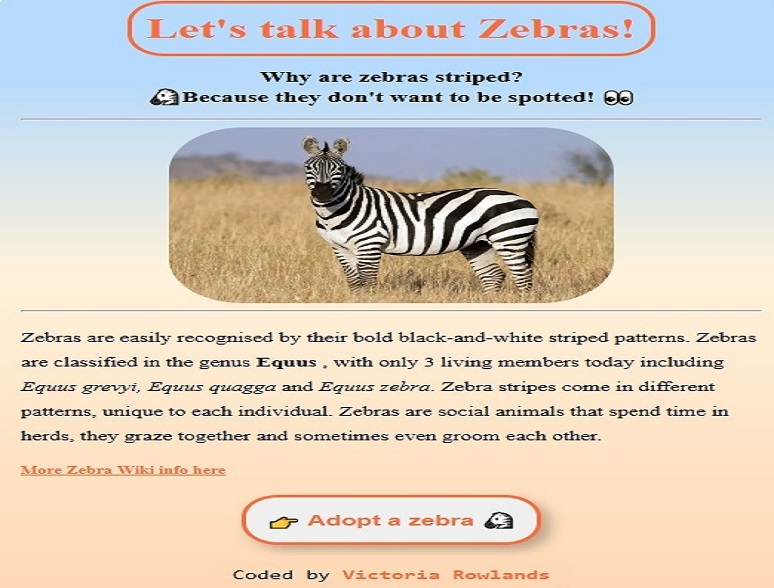 Let's talk about Zebras!
Why are zebras striped?
Because they don't want to be spotted!
Zebras are easily recognised by their bold black-and-white striped patterns. Zebras
are classified in the genus Equus , with only 3 living members today including
Equus grevyi, Equus quagga and Equus zebra. Zebra stripes come in different
patterns, unique to each individual. Zebras are social animals that spend time in
herds, they graze together and sometimes even groom each other.
More Zebra Wiki info here
👉 Adopt a zebra
Coded by Victoria Rowlands